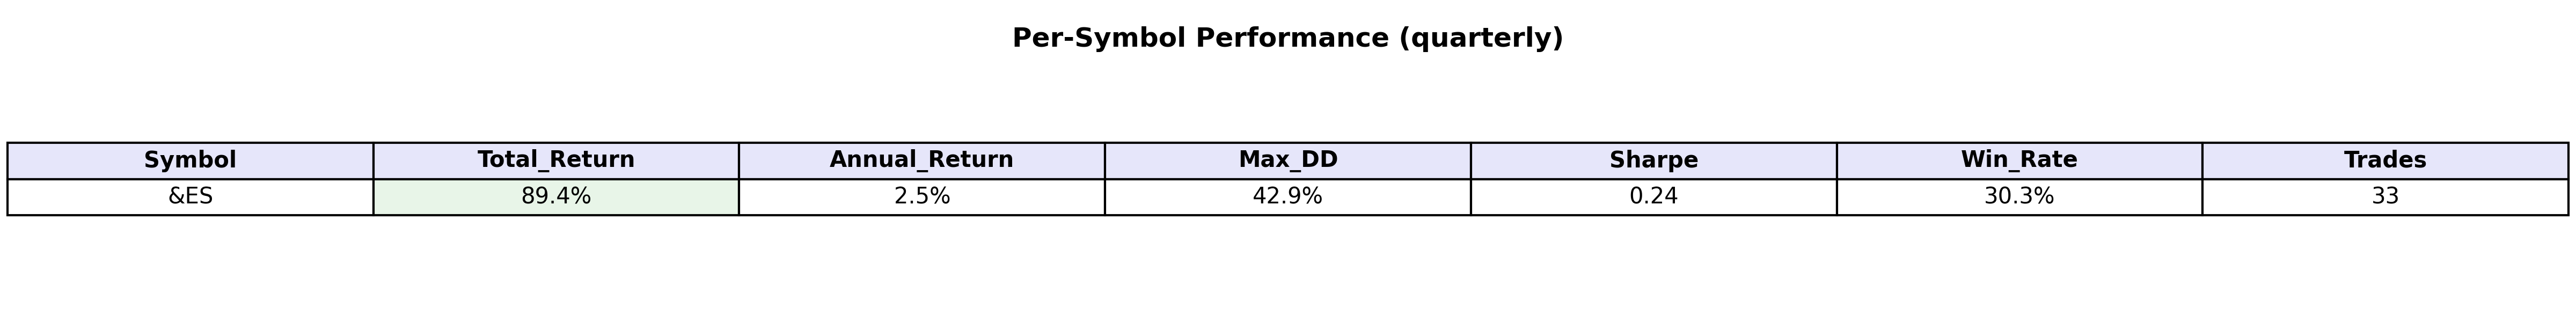 Per-Symbol Performance (quarterly)
Symbol Total_Return Annual_Return Max_DD Sharpe Win_Rate Trades
&ES 89.4% 2.5% 42.9% 0.24 30.3% 33